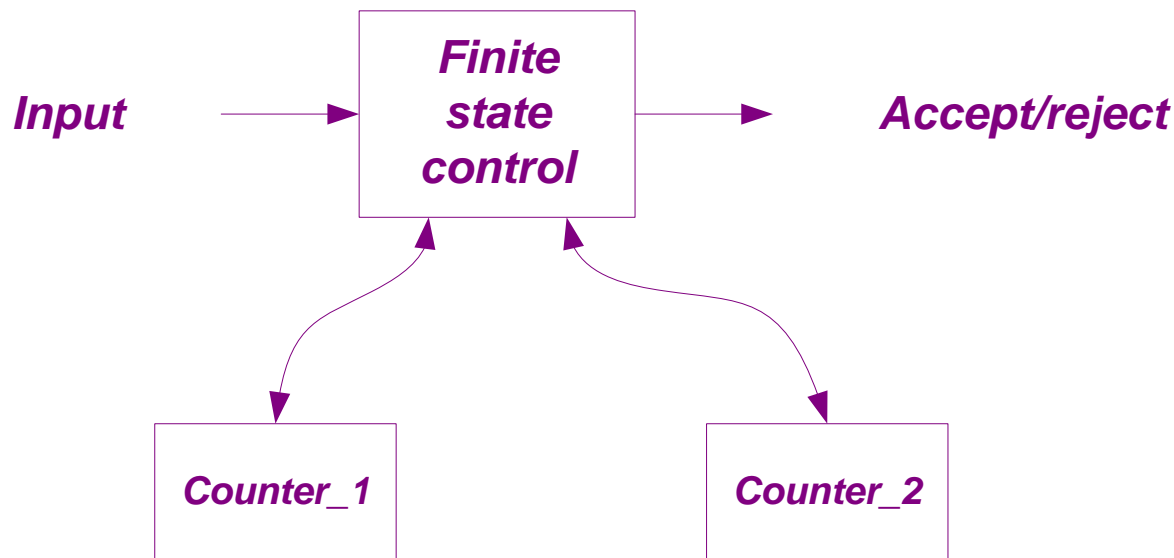 Input
Finite
state
control
Accept/reject
Counter_1
Counter_2